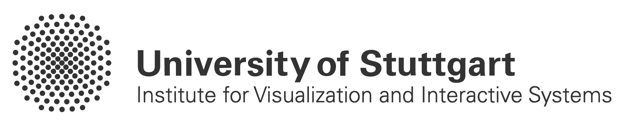 University of Stuttgart
Institute for Visualization and Interactive Systems